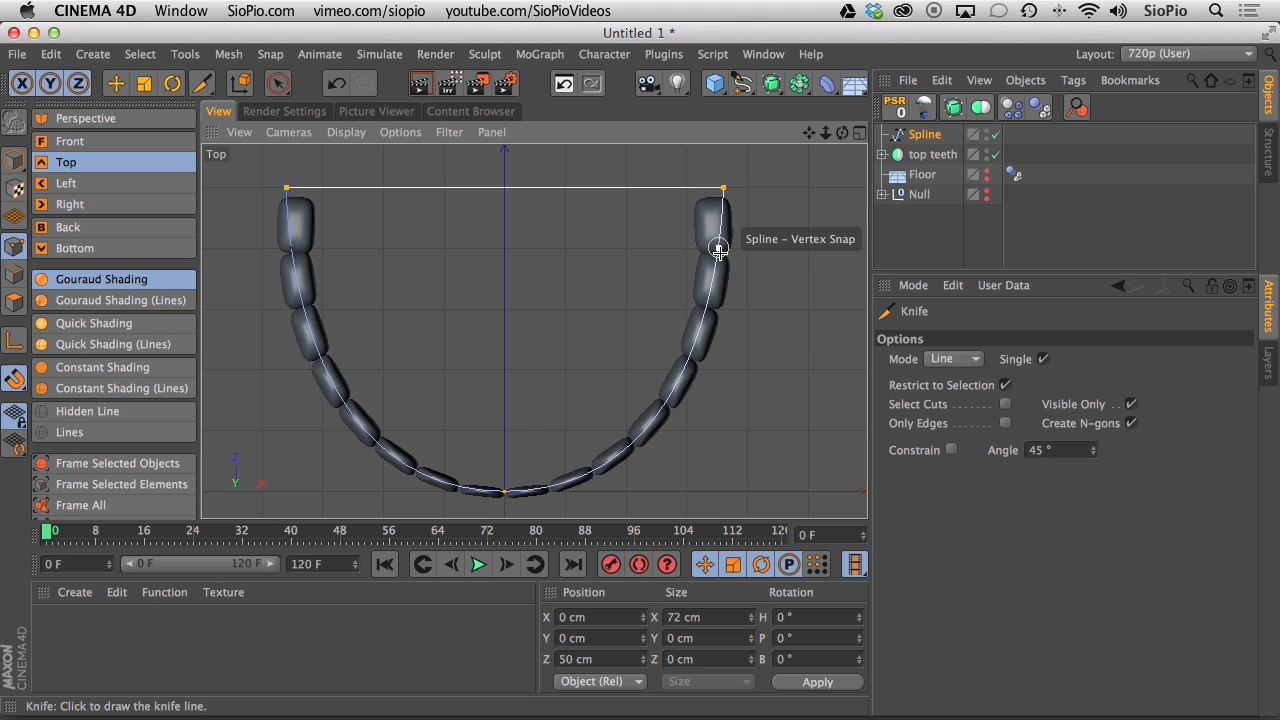 CINEMA 4D Window SioPio.com vimeo.com/siopio youtube.com/SioPioVideos SioPio
Untitled 1 *
File Edit Create Select Tools Mesh Snap Animate Simulate Render Sculpt MoGraph Character Plugins Script Window Help Layout: 720p (User)
X Y Z
File Edit View Objects Tags Bookmarks
PSR
0
View Render Settings Picture Viewer Content Browser
View Cameras Display Options Filter Panel
Perspective
F Front
Top
Left
Right
Back
Bottom
Gouraud Shading
Gouraud Shading (Lines)
Quick Shading
Quick Shading (Lines)
Constant Shading
Constant Shading (Lines)
Hidden Line
Lines
Frame Selected Objects
Frame Selected Elements
Frame All
Top
Spline - Vertex Snap
Z
Y X
X
Spline
top teeth
Floor
Null
Objects
Structure
Mode Edit User Data
Knife
Options
Mode Line Single
Restrict to Selection
Select Cuts Visible Only
Only Edges Create N-gons
Constrain Angle 45 °
Attributes
Layers
0 8 16 24 32 40 48 56 64 72 80 88 96 104 112 12 0 F
0 F 0 F 120 F 120 F P
Create Edit Function Texture
Position Size Rotation
X 0 cm X 72 cm H 0 °
Y 0 cm Y 0 cm P 0 °
Z 50 cm Z 0 cm B 0 °
Object (Rel) Size Apply
MAXON
CINEMA 4D
Knife: Click to draw the knife line.